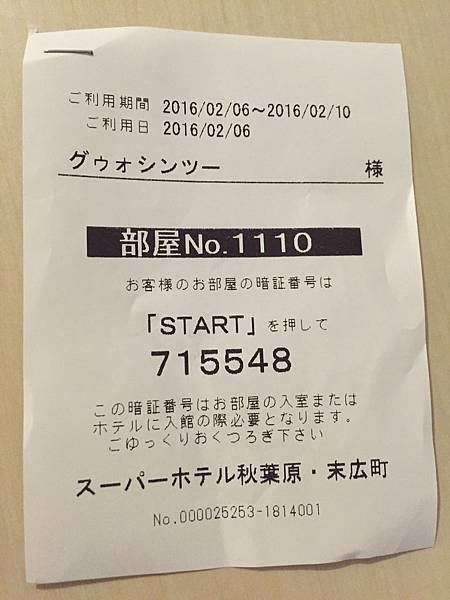 ご利用期間 2016/02/06～2016/02/10
ご利用日 2016/02/06
グゥォシンツー 様
部屋No.1110
お客様のお部屋の暗証番号は
「START」を押して
715548
この暗証番号はお部屋の入室または
ホテルに入館の際必要となります。
ごゆっくりおくつろぎ下さい
スーパーホテル秋葉原・末広町
No.000025253-1814001